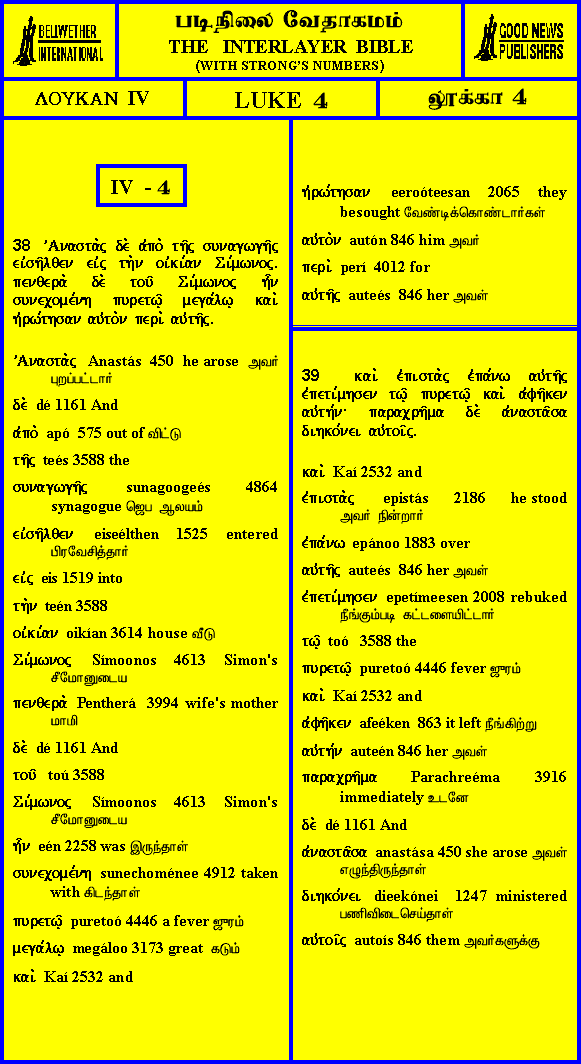 BELLWETHER
INTERNATIONAL
படிநிலை வேதாகமம்
THE INTERLAYER BIBLE
(WITH STRONG'S NUMBERS)
GOOD NEWS
PUBLISHERS
ΛΟΥΚΑΝ IV
LUKE 4
லூக்கா 4
IV - 4
38 Ἀναστὰς δὲ ἀπὸ τῆς συναγωγῆς
εἰσῆλθεν εἰς τὴν οἰκίαν Σίμωνος.
πενθερὰ δὲ τοῦ Σίμωνος ἦν
συνεχομένη πυρετῷ μεγάλῳ καὶ
ἠρώτησαν αὐτὸν περὶ αὐτῆς.
Ἀναστὰς Anastás 450 he arose அவர்
புறப்பட்டார்
δὲ dé 1161 And
ἀπὸ apó 575 out of விட்டு
τῆς teés 3588 the
συναγωγῆς sunagoogeés 4864
synagogue ஜெப ஆலயம்
εἰσῆλθεν eiseélthen 1525 entered
பிரவேசித்தார்
εἰς eis 1519 into
τὴν teén 3588
οἰκίαν oikían 3614 house வீடு
Σίμωνος Símoonos 4613 Simon's
சீமோனுடைய
πενθερὰ Pentherá 3994 wife's mother
மாமி
δὲ dé 1161 And
τοῦ toú 3588
Σίμωνος Símoonos 4613 Simon's
சீமோனுடைய
ἦν eén 2258 was இருந்தாள்
συνεχομένη sunechoménee 4912 taken
with கிடந்தாள்
πυρετῷ puretoó 4446 a fever ஜுரம்
μεγάλῳ megáloo 3173 great கடும்
καὶ Kaí 2532 and
ἠρώτησαν eeroóteesan 2065 they
besought வேண்டிக்கொண்டார்கள்
αὐτὸν autón 846 him அவர்
περὶ perí 4012 for
αὐτῆς auteés 846 her அவள்
39 καὶ ἐπιστὰς ἐπάνω αὐτῆς
ἐπετίμησεν τῷ πυρετῷ καὶ ἀφῆκεν
αὐτήν· παραχρῆμα δὲ ἀναστᾶσα
διηκόνει αὐτοῖς.
καὶ Kaí 2532 and
ἐπιστὰς epistás 2186 he stood
அவர் நின்றார்
ἐπάνω epánoo 1883 over
αὐτῆς auteés 846 her அவள்
ἐπετίμησεν epetímeesen 2008 rebuked
நீங்கும்படி கட்டளையிட்டார்
τῷ toó 3588 the
πυρετῷ puretoó 4446 fever ஜுரம்
καὶ Kaí 2532 and
ἀφῆκεν afeéken 863 it left நீங்கிற்று
αὐτήν auteén 846 her அவள்
παραχρῆμα Parachreéma 3916
immediately உடனே
δὲ dé 1161 And
ἀναστᾶσα anastása 450 she arose அவள்
எழுந்திருந்தாள்
διηκόνει dieekónei 1247 ministered
பணிவிடைசெய்தாள்
αὐτοῖς autoís 846 them அவர்களுக்கு